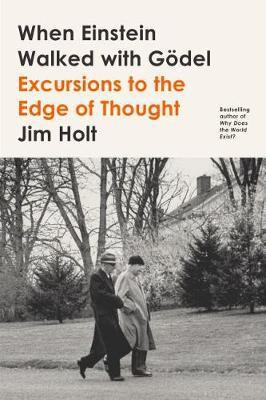 When Einstein
Walked with Gödel
Excursions to the
Edge of Thought
Jim Holt
Bestselling
author of
Why Does
the World
Exist?